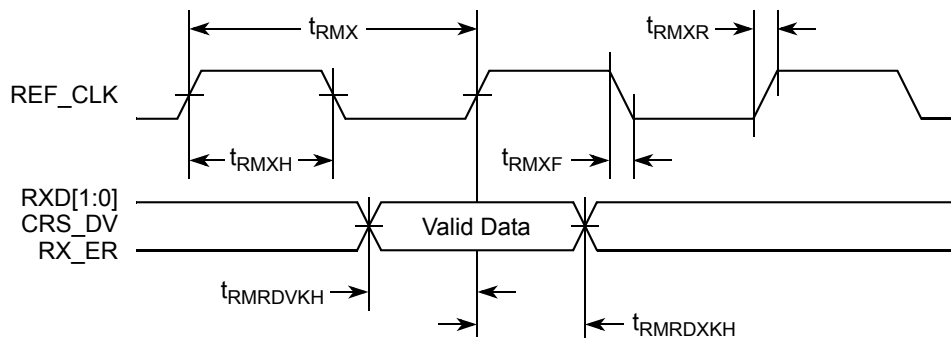 tRMX
tRMXR
REF_CLK
tRMXH
tRMXF
RXD[1:0]
CRS_DV
RX_ER
Valid Data
tRMRDVKH
tRMRDXKH